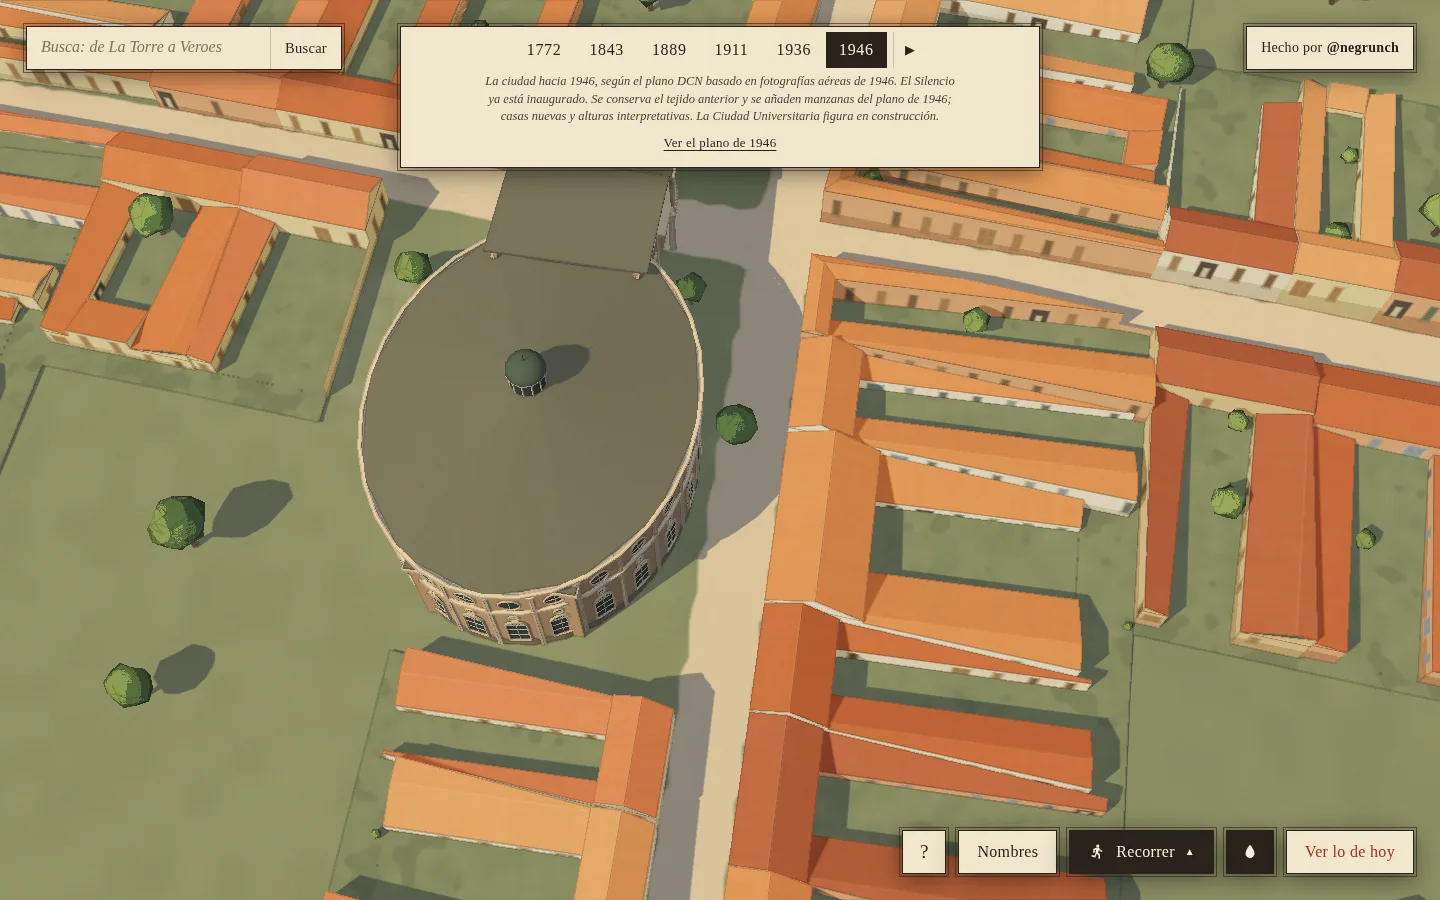 Busca: de La Torre a Veroes
Buscar
1772 1843 1889 1911 1936 1946
La ciudad hacia 1946, según el plano DCN basado en fotografías aéreas de 1946. El Silencio
ya está inaugurado. Se conserva el tejido anterior y se añaden manzanas del plano de 1946;
casas nuevas y alturas interpretativas. La Ciudad Universitaria figura en construcción.
Ver el plano de 1946
Hecho por @negrunch
?
Nombres
Recorrer
Ver lo de hoy